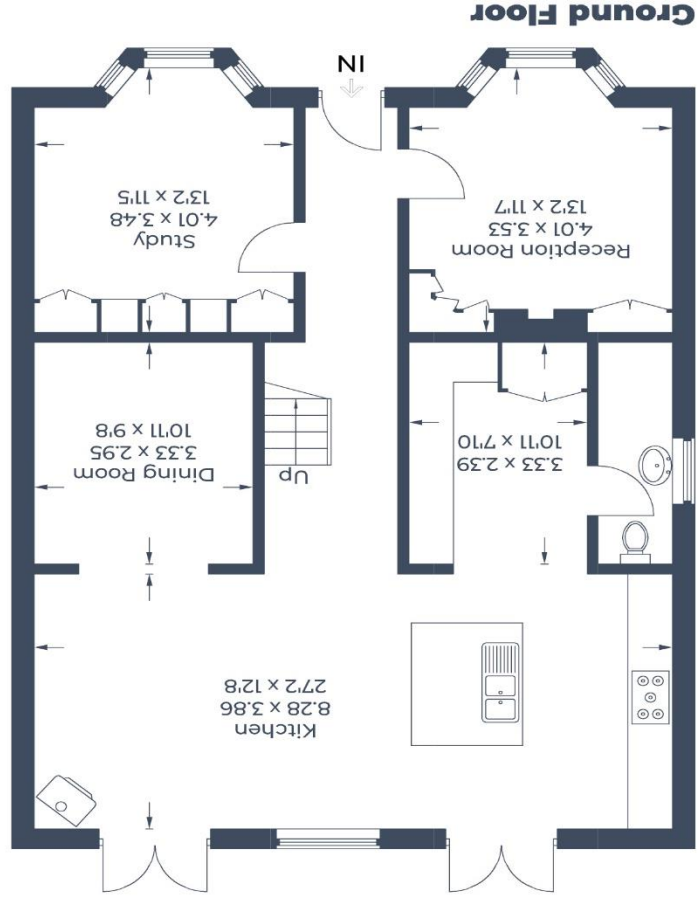 Kitchen
8.28 x 3.86
27'2 x 12'8
3.33 x 2.39
10'11 x 7'10
Up
Dining Room
3.33 x 2.95
10'11 x 9'8
Reception Room
4.01 x 3.53
13'2 x 11'7
Study
4.01 x 3.48
13'2 x 11'5
IN
Ground Floor